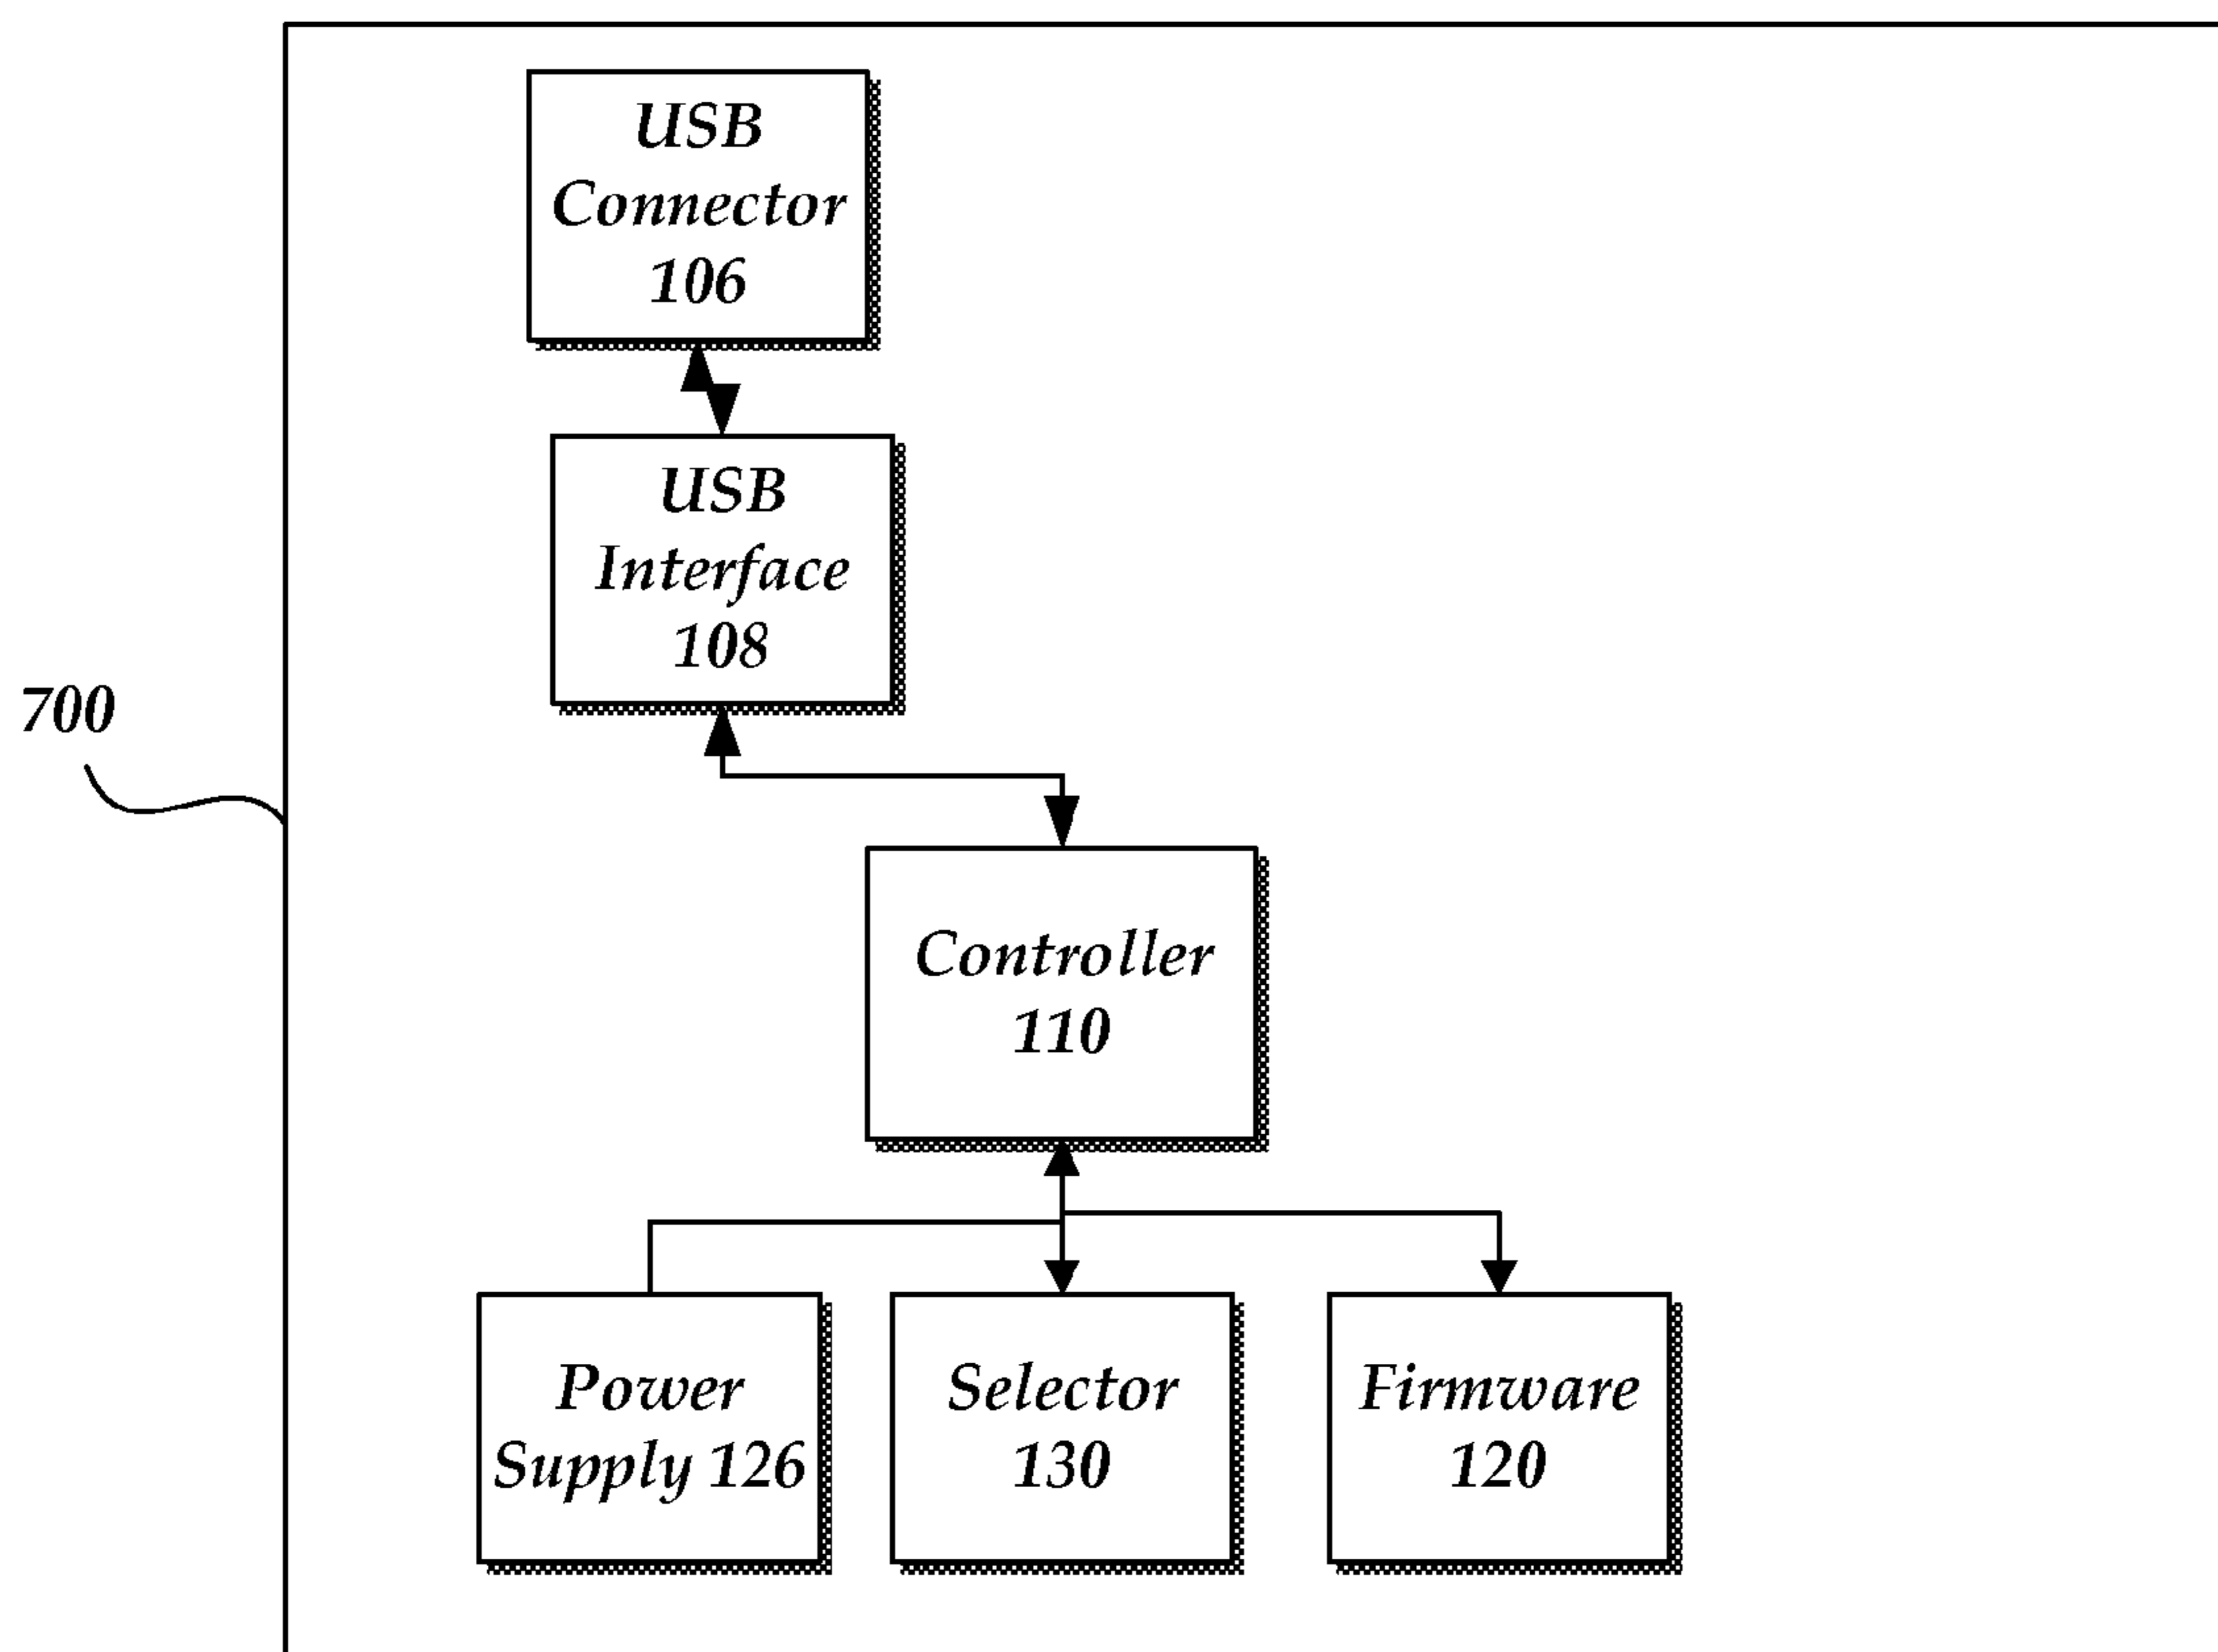 USB
Connector
106
USB
Interface
108
700
Controller
110
Power
Supply 126
Selector
130
Firmware
120